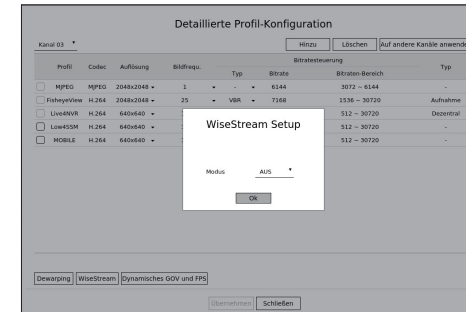 Detaillierte Profil-Konfiguration
Kanal 03
Hinzu Löschen Auf andere Kanäle anwende
Bitratesteuerung
Profil Codec Auflösung Bildfrequ. Typ Bitrate Bitraten-Bereich Typ
MJPEG MJPEG 2048x2048 1 - 6144 3072 ~ 6144 -
FisheyeView H.264 2048x2048 25 VBR 7168 1536 ~ 30720 Aufnahme
Live4NVR H.264 640x640 512 ~ 30720 Dezentral
Low4SSM H.264 640x640 512 ~ 30720 -
MOBILE H.264 640x640 512 ~ 30720 -
WiseStream Setup
Modus AUS
Ok
Dewarping WiseStream Dynamisches GOV und FPS
Übernehmen Schließen